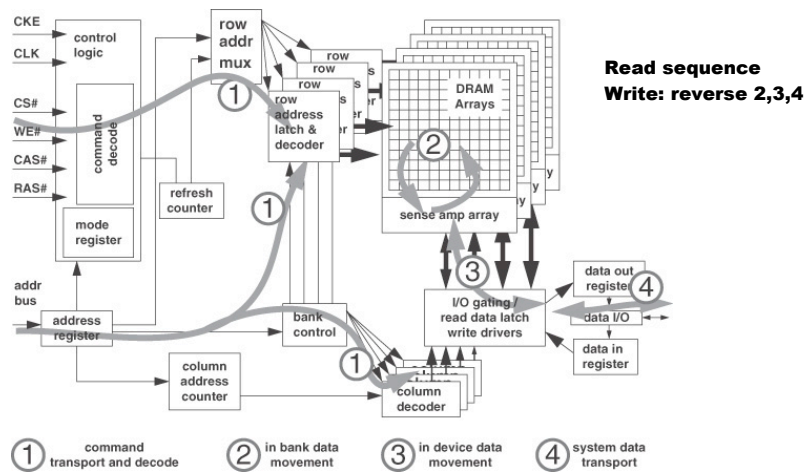 CKE
CLK
CS#
WE#
CAS#
RAS#
control
logic
command
decode
mode
register
addr
bus
address
register
row
addr
mux
1
refresh
counter
row
address
latch &
decoder
1
DRAM
Arrays
2
sense amp array
3
I/O gating /
read data latch
write drivers
bank
control
1
column
address
counter
column
decoder
data out
register
4
data I/O
data in
register
Read sequence
Write: reverse 2,3,4
1 command
transport and decode
2 in bank data
movement
3 in device data
movement
4 system data
transport